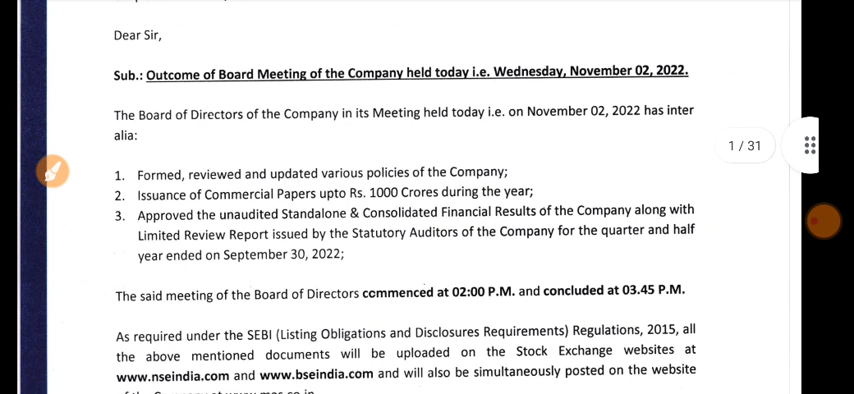 Dear Sir,
Sub.: Outcome of Board Meeting of the Company held today i.e. Wednesday, November 02, 2022.
The Board of Directors of the Company in its Meeting held today i.e. on November 02, 2022 has inter
alia:
1 / 31
1. Formed, reviewed and updated various policies of the Company;
2. Issuance of Commercial Papers upto Rs. 1000 Crores during the year;
3. Approved the unaudited Standalone & Consolidated Financial Results of the Company along with
Limited Review Report issued by the Statutory Auditors of the Company for the quarter and half
year ended on September 30, 2022;
The said meeting of the Board of Directors commenced at 02:00 P.M. and concluded at 03.45 P.M.
As required under the SEBI (Listing Obligations and Disclosures Requirements) Regulations, 2015, all
the above mentioned documents will be uploaded on the Stock Exchange websites at
www.nseindia.com and www.bseindia.com and will also be simultaneously posted on the website